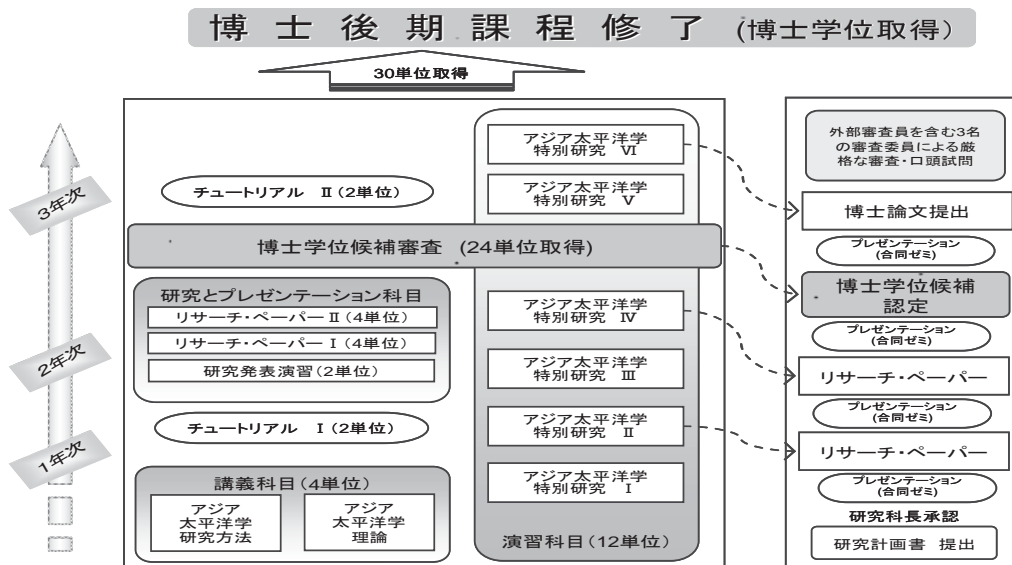 博士後期課程修了 (博士学位取得)
30単位取得
3年次
2年次
1年次
チュートリアル Ⅱ (2単位)
博士学位候補審査 (24単位取得)
研究とプレゼンテーション科目
リサーチ・ペーパーⅡ (4単位)
リサーチ・ペーパーⅠ (4単位)
研究発表演習 (2単位)
チュートリアル Ⅰ (2単位)
講義科目 (4単位)
アジア
太平洋学
研究方法
アジア
太平洋学
理論
アジア太平洋学
特別研究 Ⅵ
アジア太平洋学
特別研究 Ⅴ
アジア太平洋学
特別研究 Ⅳ
アジア太平洋学
特別研究 Ⅲ
アジア太平洋学
特別研究 Ⅱ
アジア太平洋学
特別研究 Ⅰ
演習科目 (12単位)
外部審査員を含む3名
の審査委員による厳
格な審査・口頭試問
博士論文提出
プレゼンテーション
(合同ゼミ)
博士学位候補
認定
プレゼンテーション
(合同ゼミ)
リサーチ・ペーパー
プレゼンテーション
(合同ゼミ)
リサーチ・ペーパー
プレゼンテーション
(合同ゼミ)
研究科長承認
研究計画書 提出